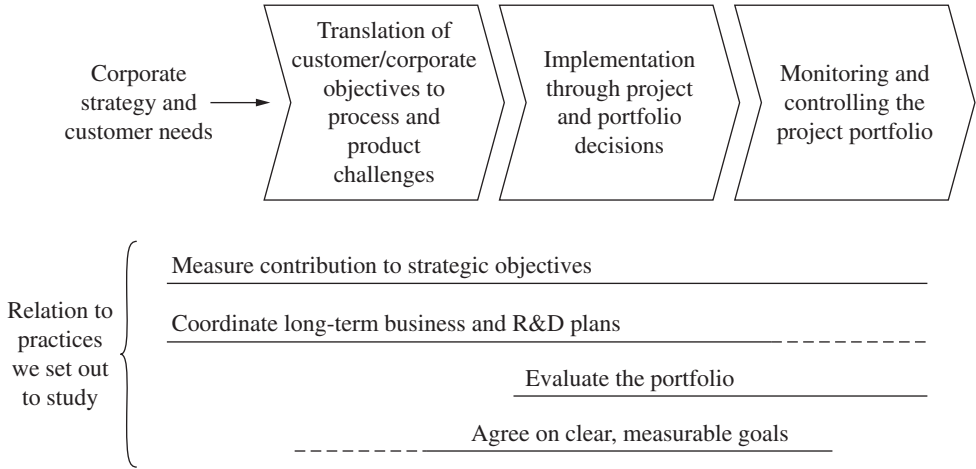 Corporate
strategy and
customer needs
Translation of
customer/corporate
objectives to
process and
product
challenges
Implementation
through project
and portfolio
decisions
Monitoring and
controlling the
project portfolio
Relation to
practices
we set out
to study
Measure contribution to strategic objectives
Coordinate long-term business and R&D plans
Evaluate the portfolio
Agree on clear, measurable goals